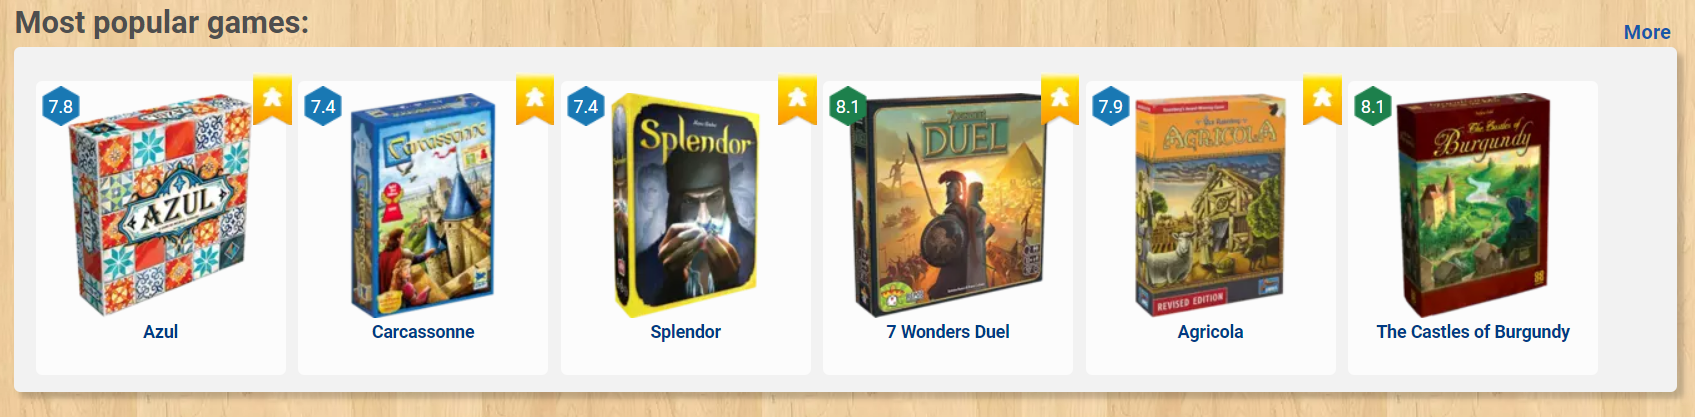 Most popular games:
More
7.8
AZUL
Azul
7.4
Carcassonne
Carcassonne
7.4
Splendor
Splendor
8.1
7 WONDERS
DUEL
7 Wonders Duel
7.9
AGRICOLA
REVISED EDITION
Agricola
8.1
The Castles of
Burgundy
The Castles of Burgundy